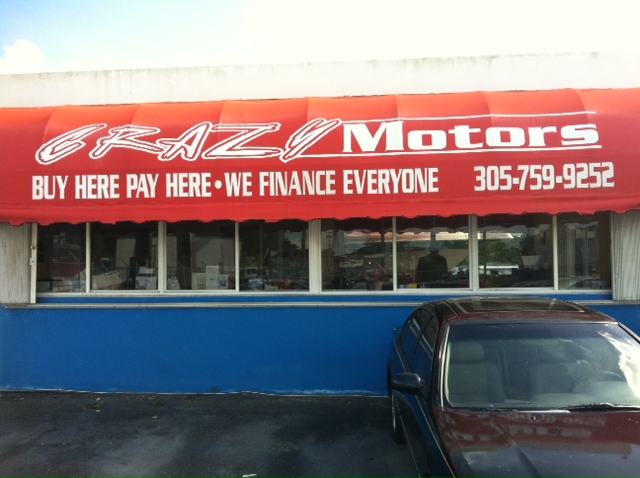 CRAZY Motors
BUY HERE PAY HERE • WE FINANCE EVERYONE 305-759-9252